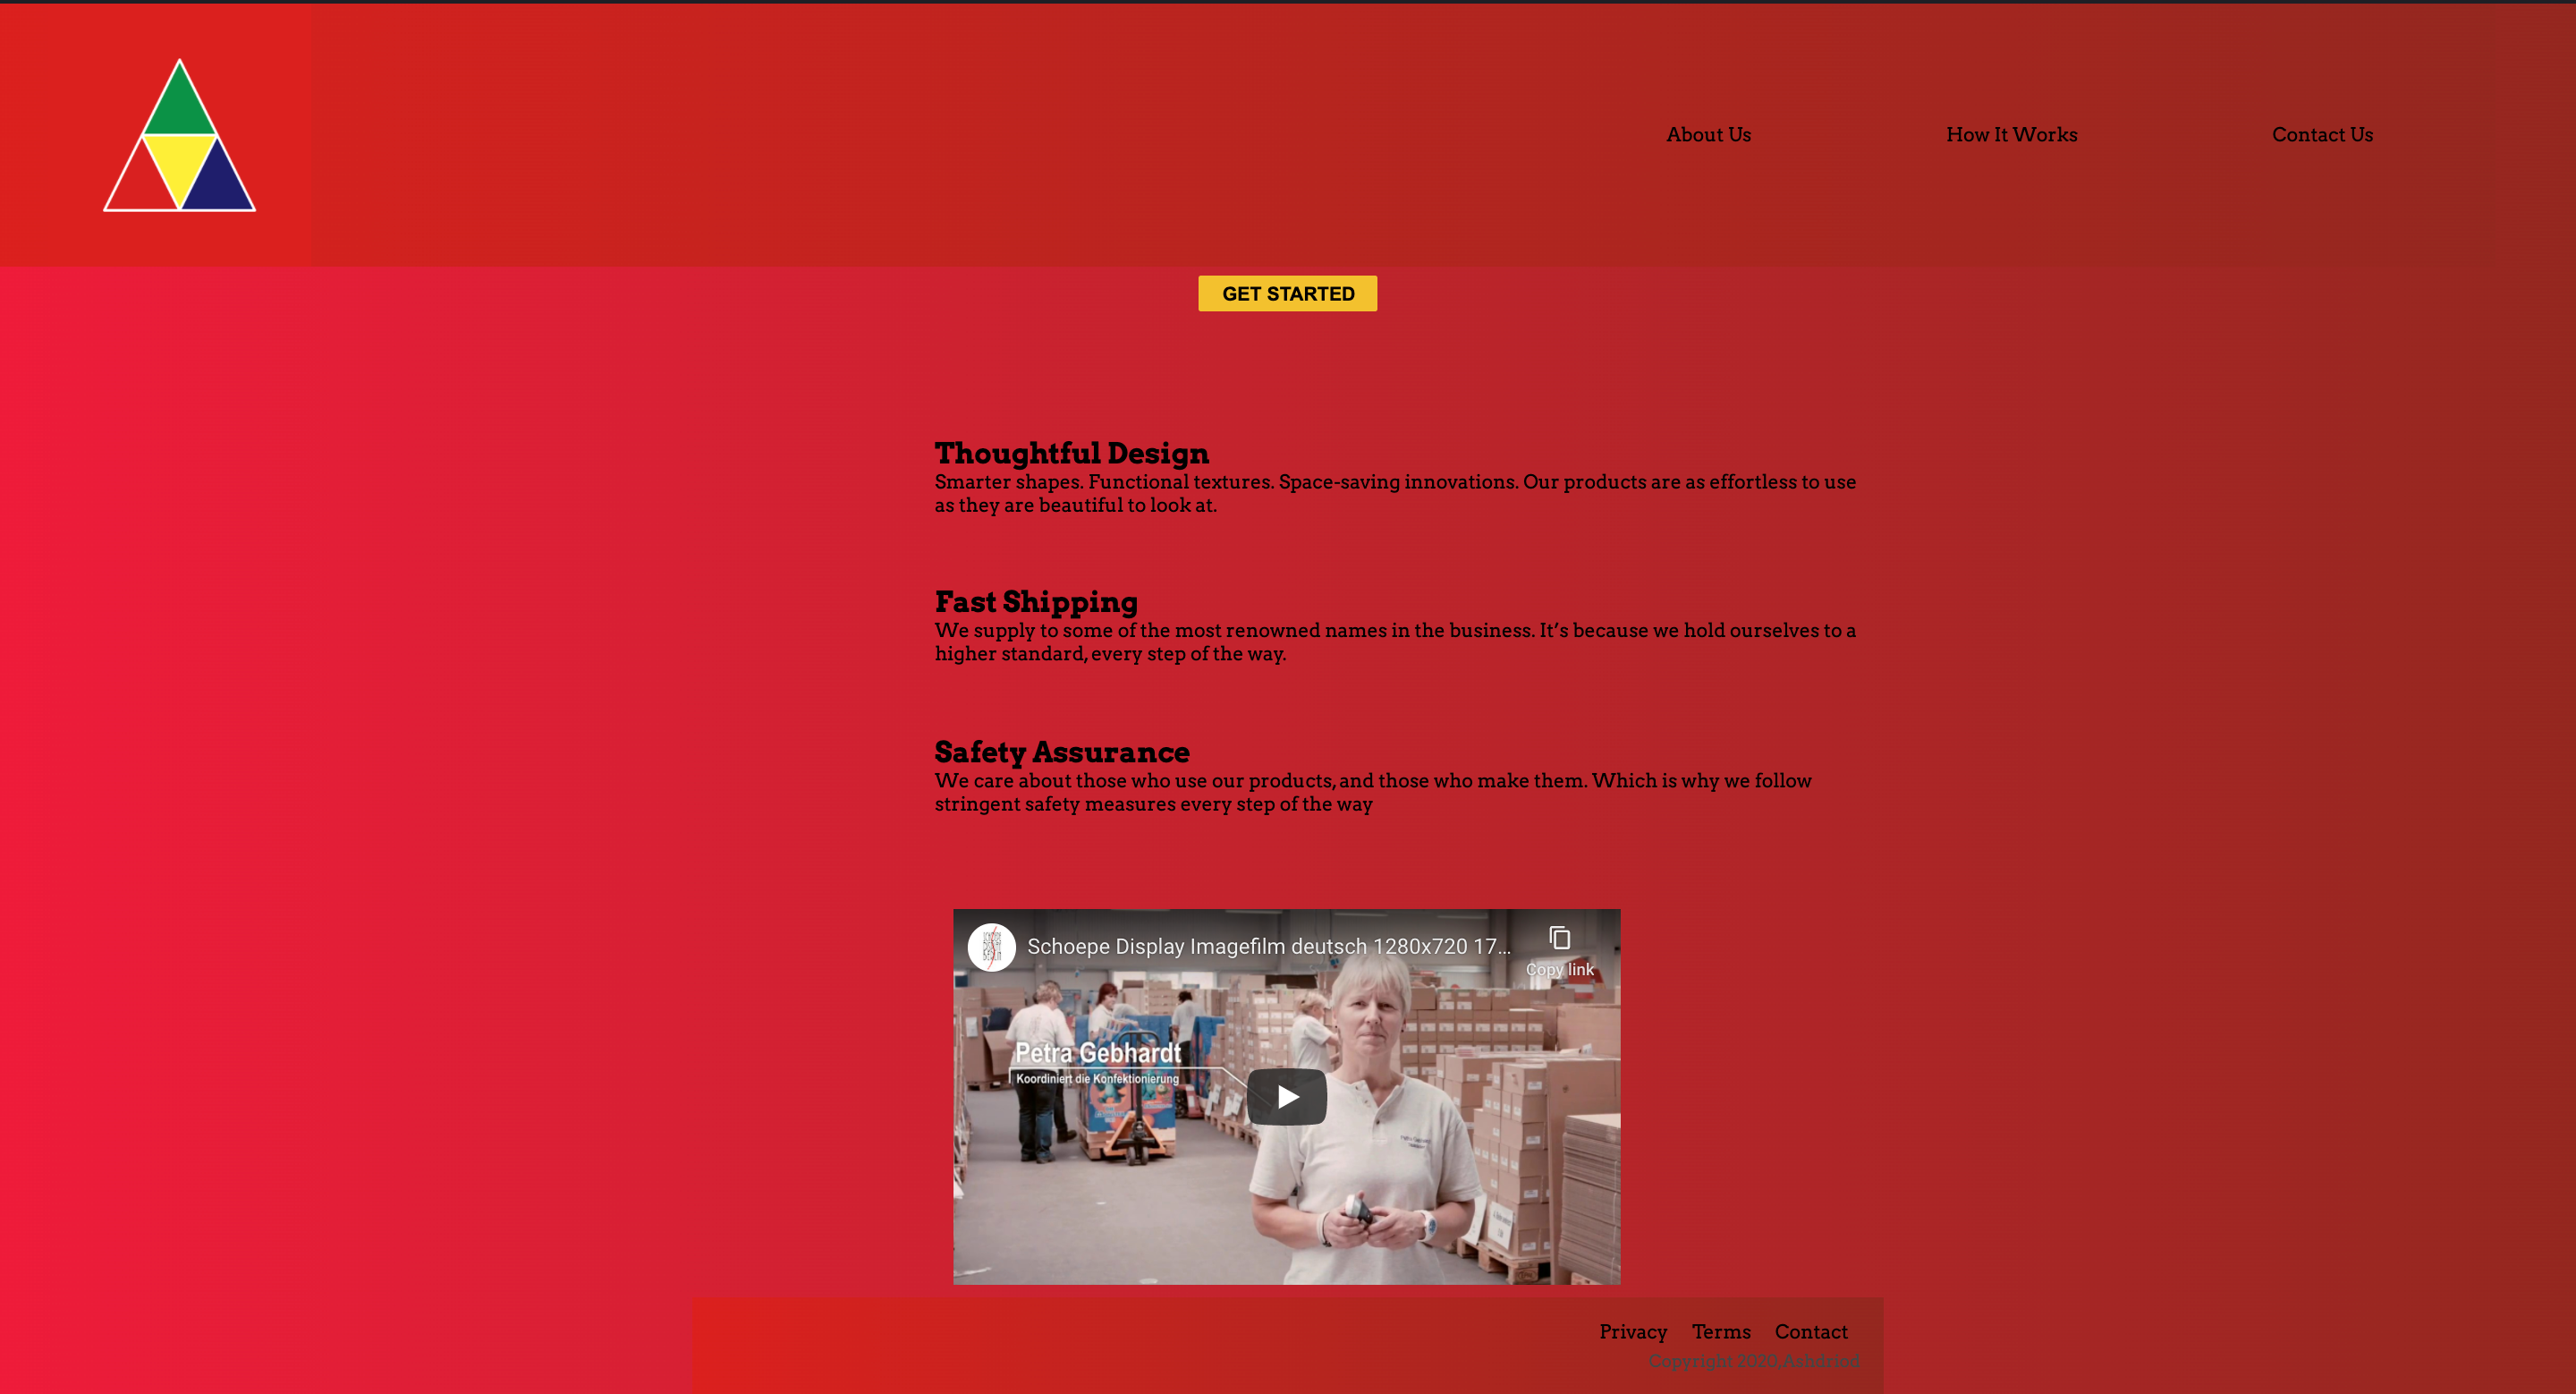 About Us
How It Works
Contact Us
GET STARTED
Thoughtful Design
Smarter shapes. Functional textures. Space-saving innovations. Our products are as effortless to use
as they are beautiful to look at.
Fast Shipping
We supply to some of the most renowned names in the business. It’s because we hold ourselves to a
higher standard, every step of the way.
Safety Assurance
We care about those who use our products, and those who make them. Which is why we follow
stringent safety measures every step of the way
Schoepe Display Imagefilm deutsch 1280x720 17...
Copy link
Petra Gebhardt
Koordiniert die Konfektionierung
Privacy
Terms
Contact
Copyright 2020, Ashdriod